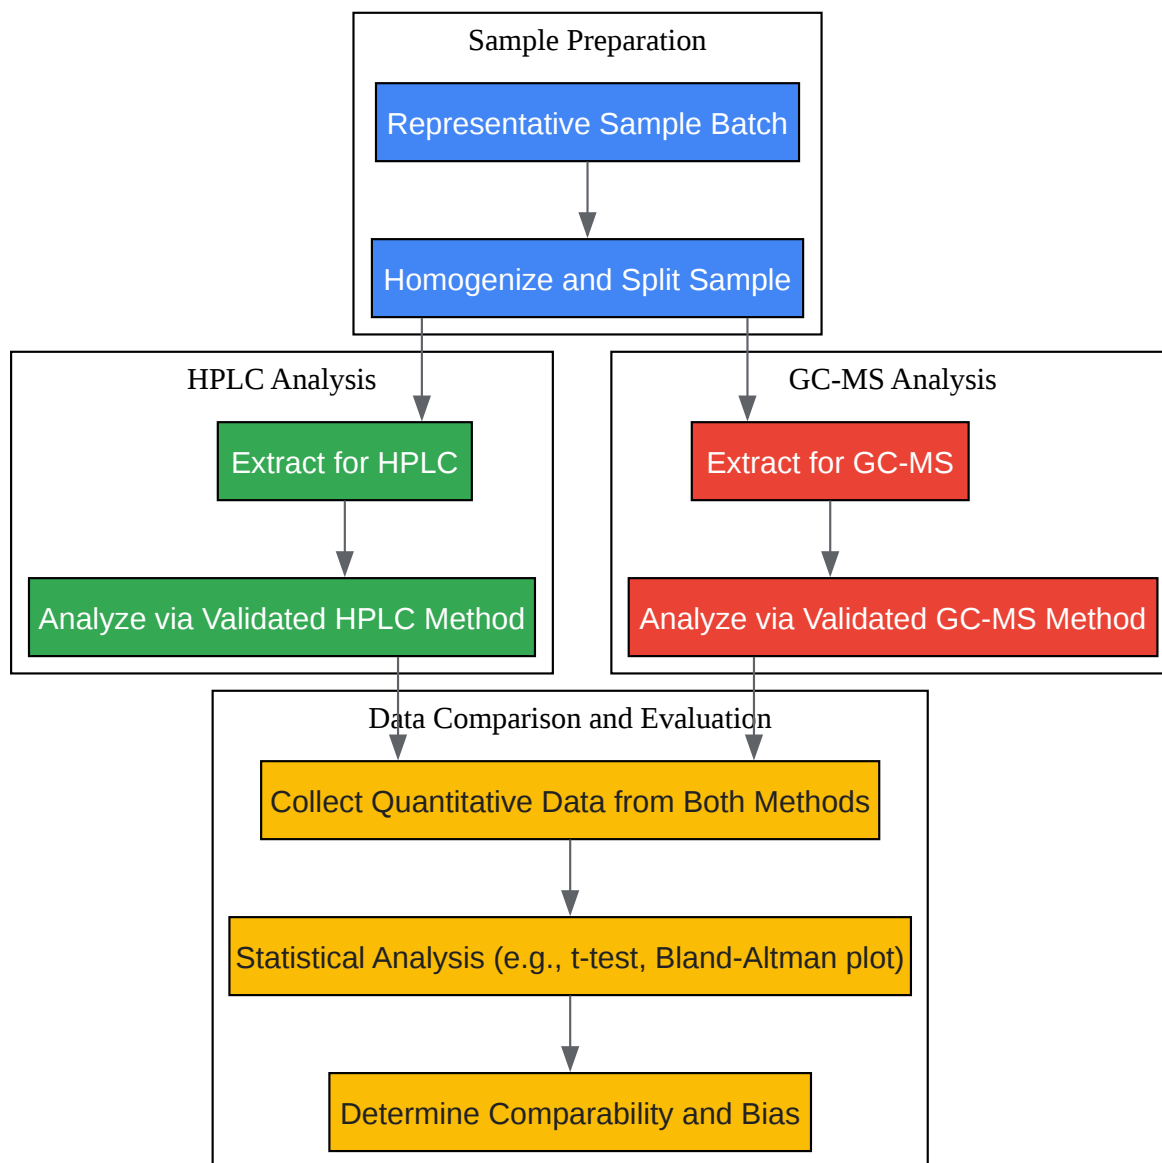 Sample Preparation
Representative Sample Batch
Homogenize and Split Sample
HPLC Analysis
Extract for HPLC
Analyze via Validated HPLC Method
GC-MS Analysis
Extract for GC-MS
Analyze via Validated GC-MS Method
Data Comparison and Evaluation
Collect Quantitative Data from Both Methods
Statistical Analysis (e.g., t-test, Bland-Altman plot)
Determine Comparability and Bias